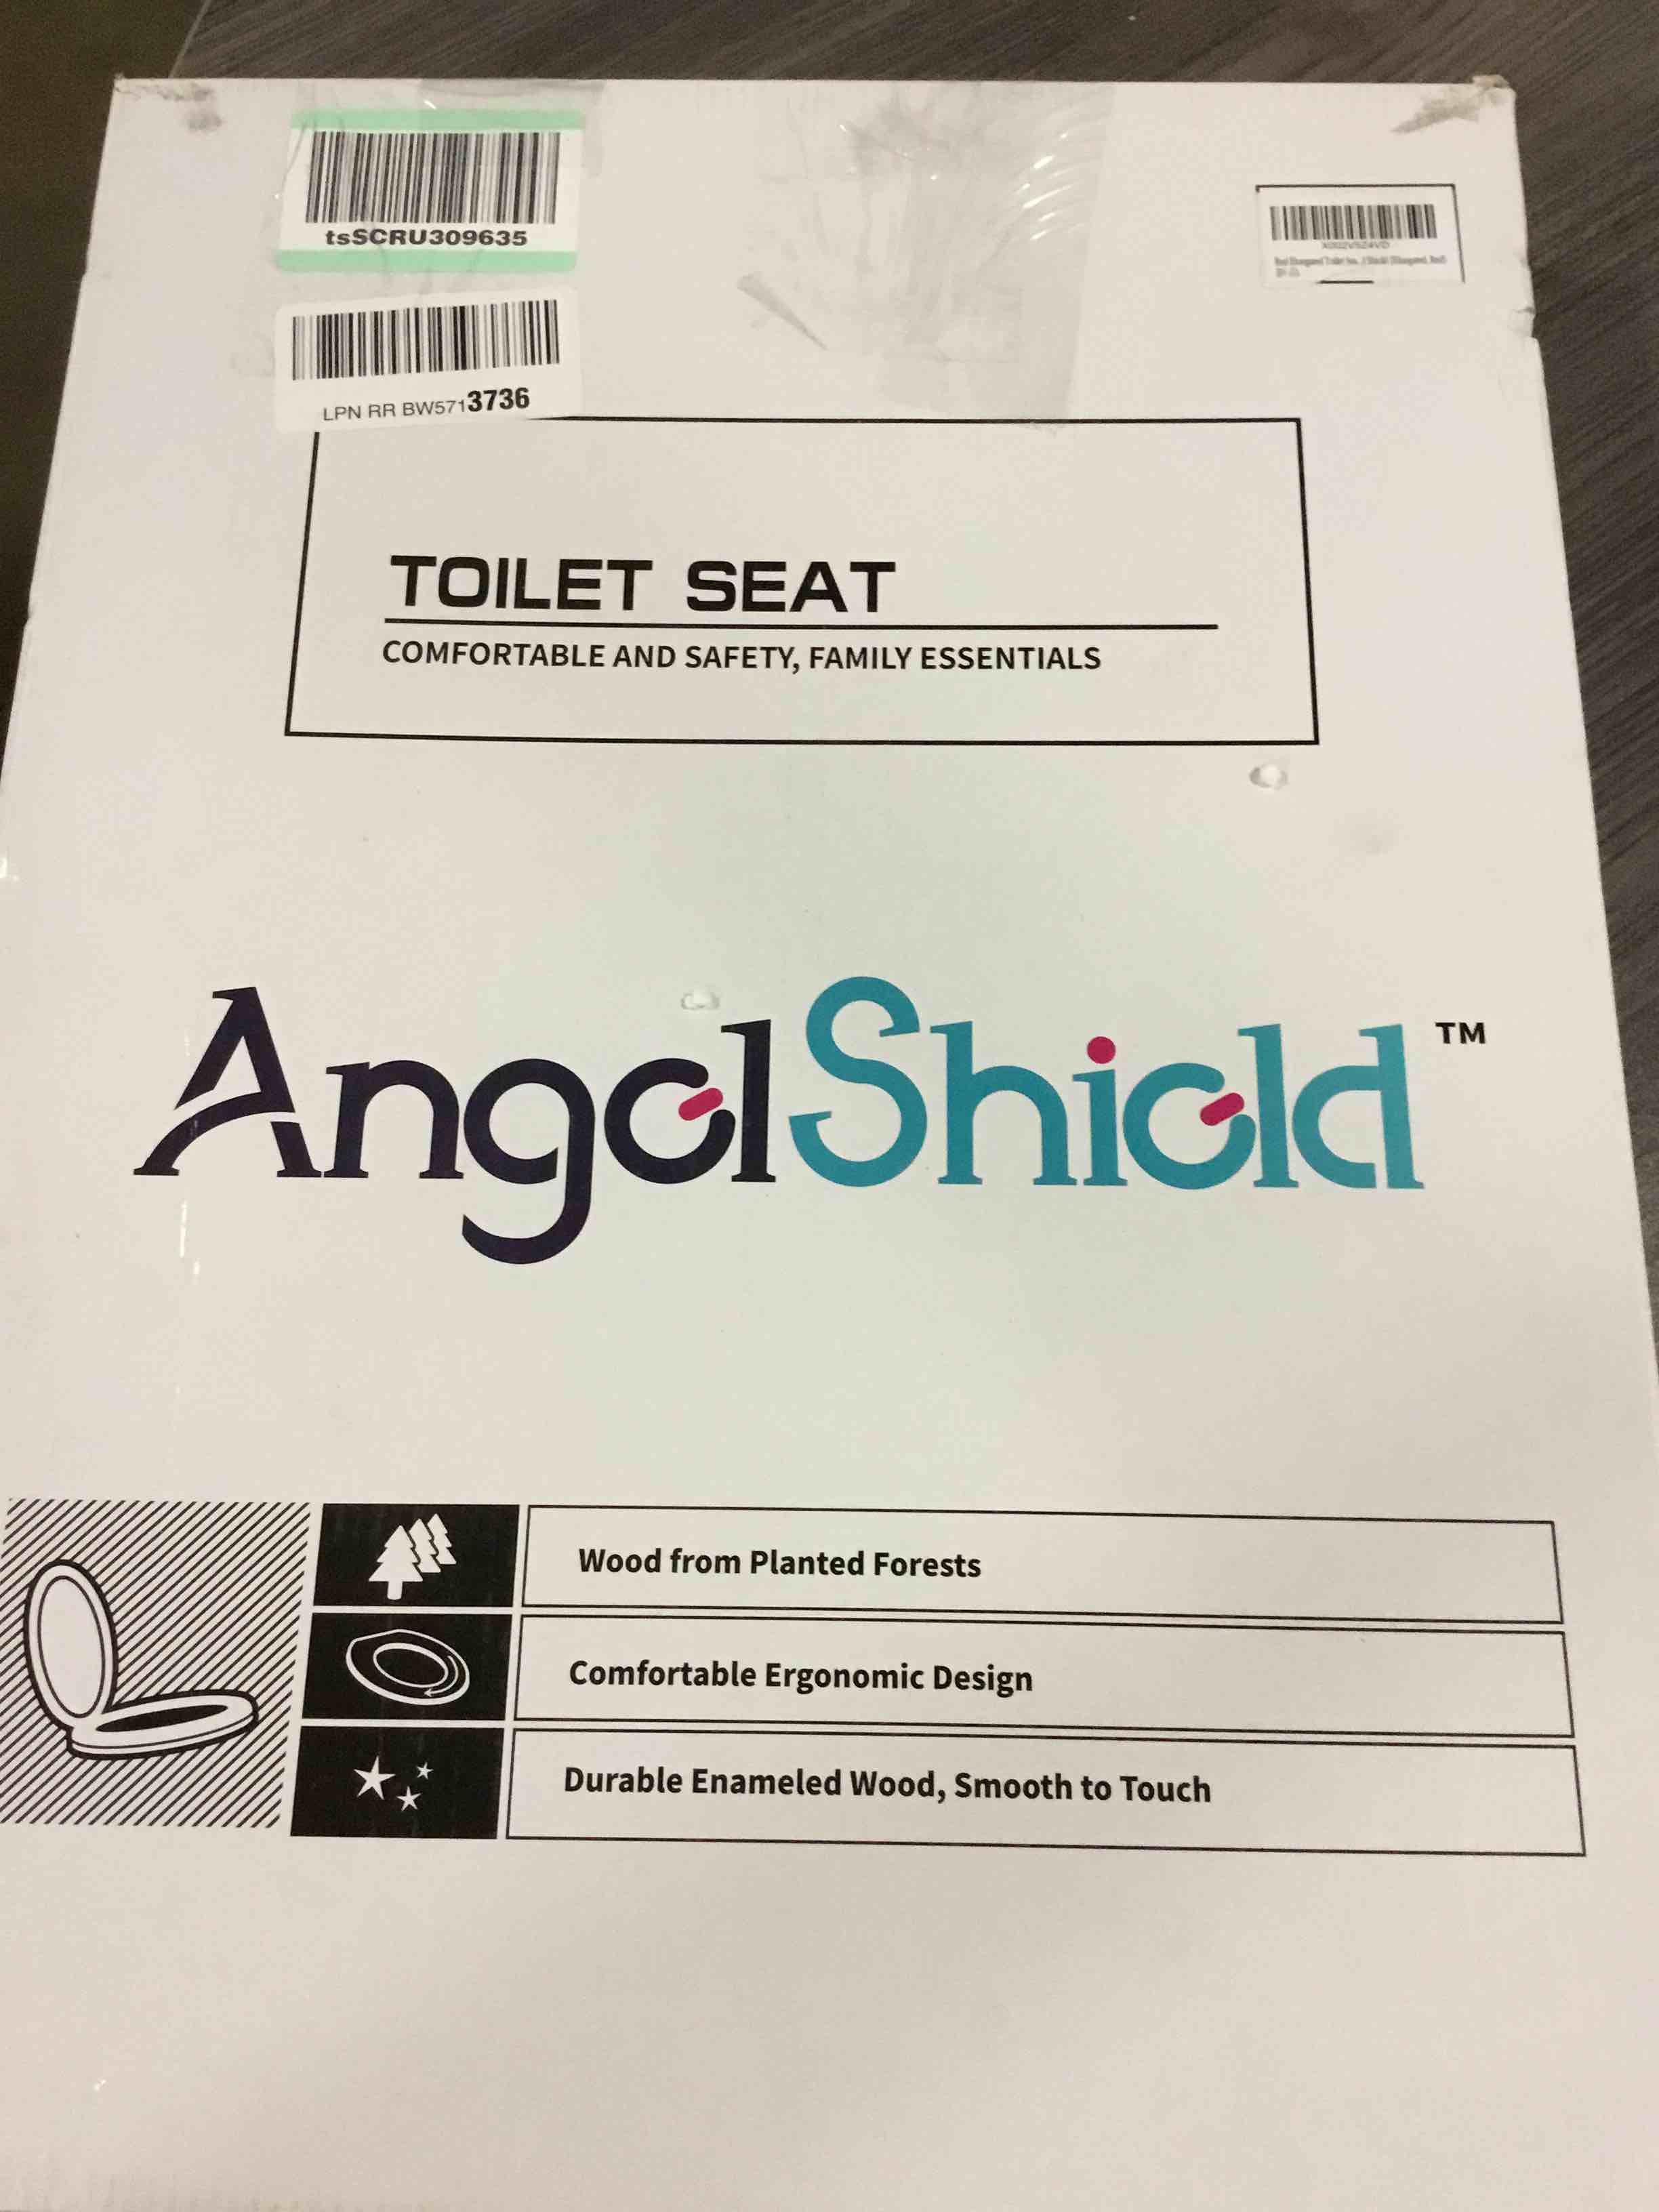 tsSCRU309635
X002V5Z4VD
LPN RR BW5713736
TOILET SEAT
COMFORTABLE AND SAFETY, FAMILY ESSENTIALS
AngelShield™
Wood from Planted Forests
Comfortable Ergonomic Design
Durable Enameled Wood, Smooth to Touch